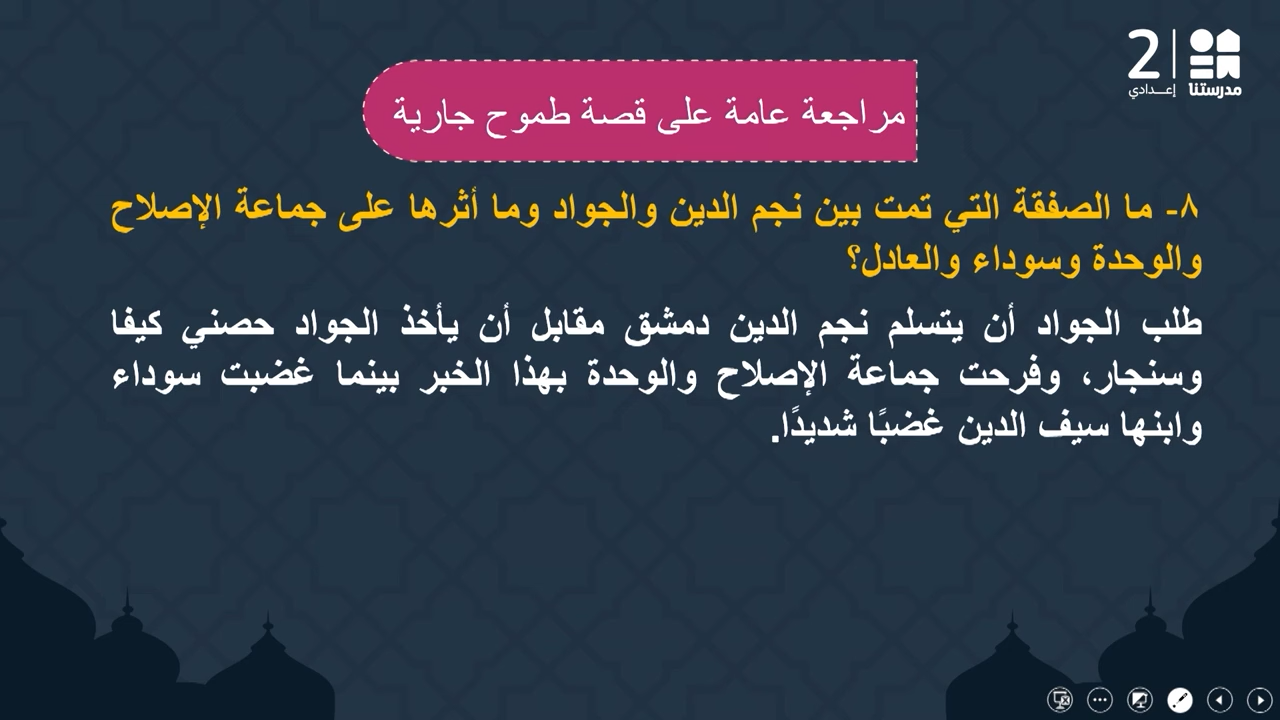 2
إعدادي
مدرستنا
مراجعة عامة على قصة طموح جارية
٨- ما الصفقة التي تمت بين نجم الدين والجواد وما أثرها على جماعة الإصلاح
والوحدة وسوداء والعادل؟
طلب الجواد أن يتسلم نجم الدين دمشق مقابل أن يأخذ الجواد حصني كيفا
وسنجار، وفرحت جماعة الإصلاح والوحدة بهذا الخبر بينما غضبت سوداء
وابنها سيف الدين غضبًا شديدًا.